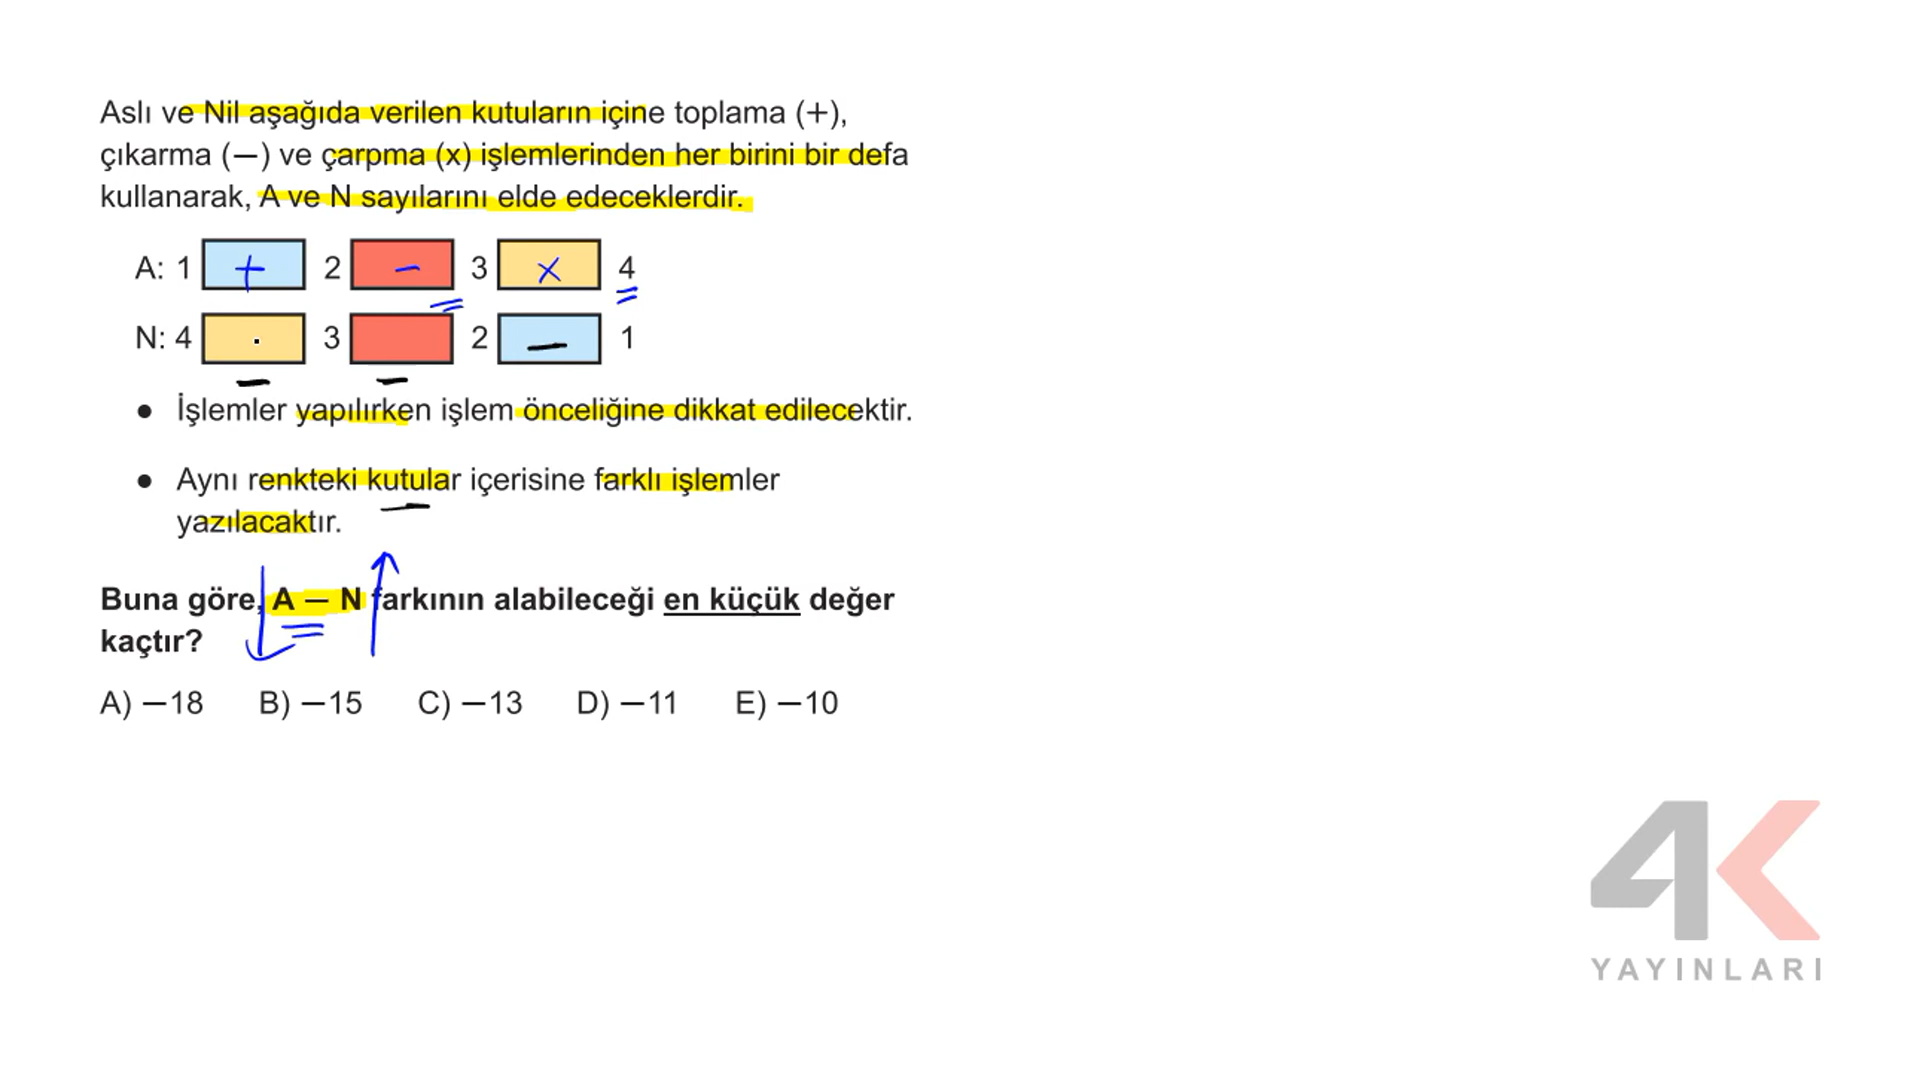 Aslı ve Nil aşağıda verilen kutuların içine toplama (+),
çıkarma (—) ve çarpma (x) işlemlerinden her birini bir defa
kullanarak, A ve N sayılarını elde edeceklerdir.
A: 1 + 2 - 3 x 4
N: 4 · 3 2 — 1
● İşlemler yapılırken işlem önceliğine dikkat edilecektir.
● Aynı renkteki kutular içerisine farklı işlemler
yazılacaktır.
Buna göre, A — N farkının alabileceği en küçük değer
kaçtır?
A) —18 B) —15 C) —13 D) —11 E) —10
4K
YAYINLARI